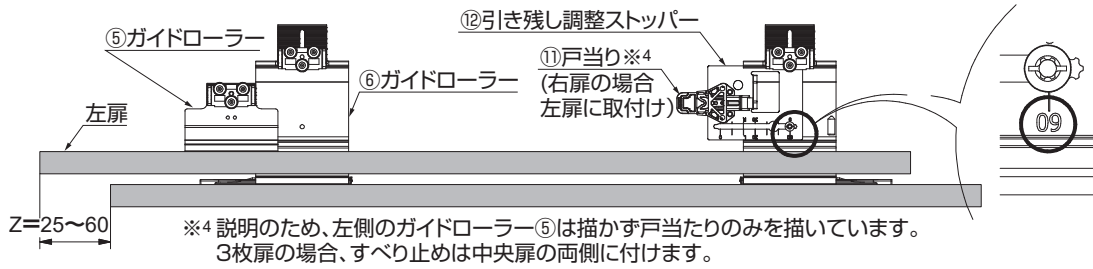 ⑤ガイドローラー
⑫引き残し調整ストッパー
⑪戸当り※4
(右扉の場合
左扉に取付け)
⑥ガイドローラー
左扉
60
Z=25~60
※4 説明のため、左側のガイドローラー⑤は描かず戸当たりのみを描いています。
3枚扉の場合、すべり止めは中央扉の両側に付けます。